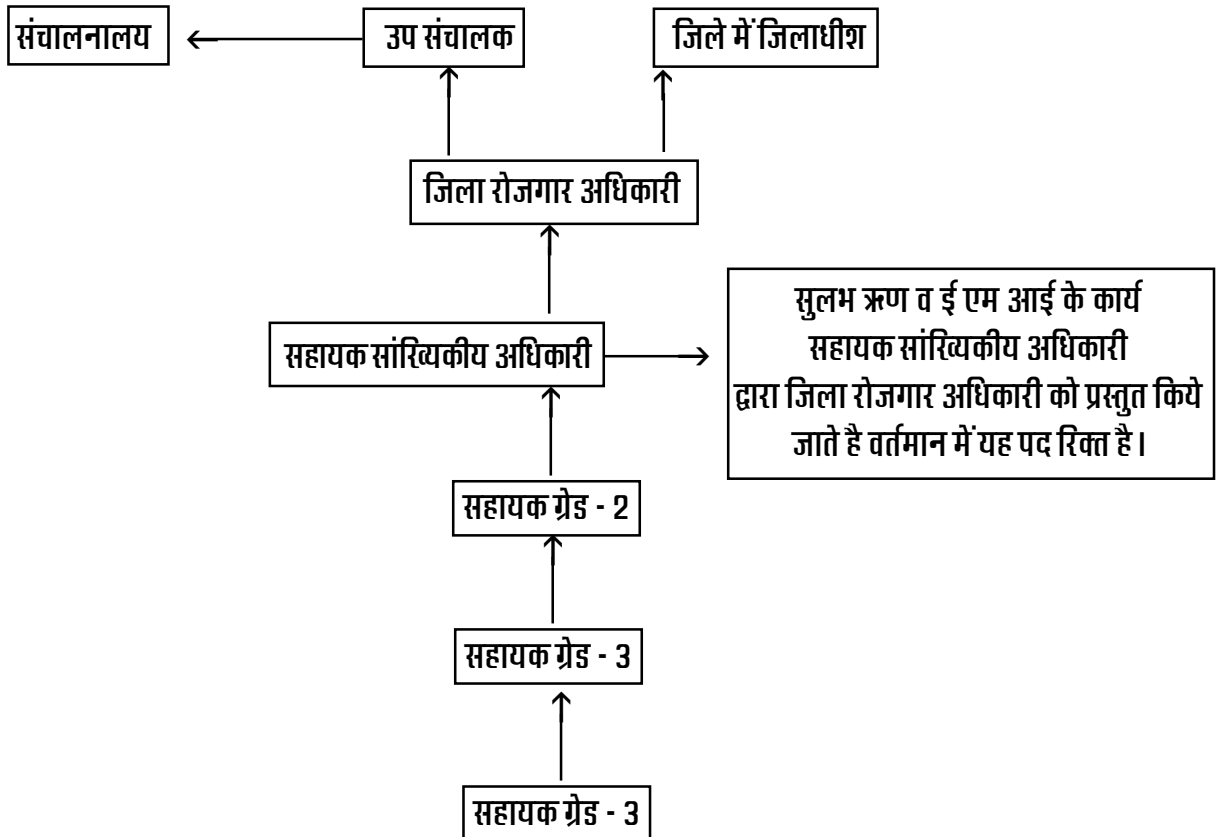 संचालनालय
उप संचालक
जिले में जिलाधीश
जिला रोजगार अधिकारी
सुलभ ऋण व ई एम आई के कार्य
सहायक सांख्यिकीय अधिकारी
द्वारा जिला रोजगार अधिकारी को प्रस्तुत किये
जाते है वर्तमान में यह पद रिक्त है।
सहायक सांख्यिकीय अधिकारी
सहायक ग्रेड - 2
सहायक ग्रेड - 3
सहायक ग्रेड - 3